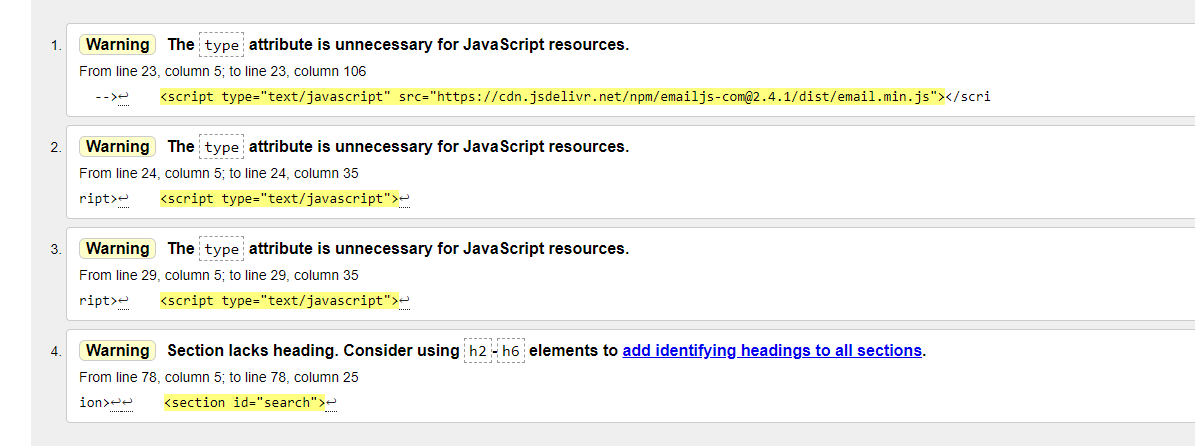 1. Warning The type attribute is unnecessary for JavaScript resources.
From line 23, column 5; to line 23, column 106
-->↩ <script type="text/javascript" src="https://cdn.jsdelivr.net/npm/emailjs-com@2.4.1/dist/email.min.js"></scri
2. Warning The type attribute is unnecessary for JavaScript resources.
From line 24, column 5; to line 24, column 35
ript>↩ <script type="text/javascript">↩
3. Warning The type attribute is unnecessary for JavaScript resources.
From line 29, column 5; to line 29, column 35
ript>↩ <script type="text/javascript">↩
4. Warning Section lacks heading. Consider using h2-h6 elements to add identifying headings to all sections.
From line 78, column 5; to line 78, column 25
ion>↩↩ <section id="search">↩